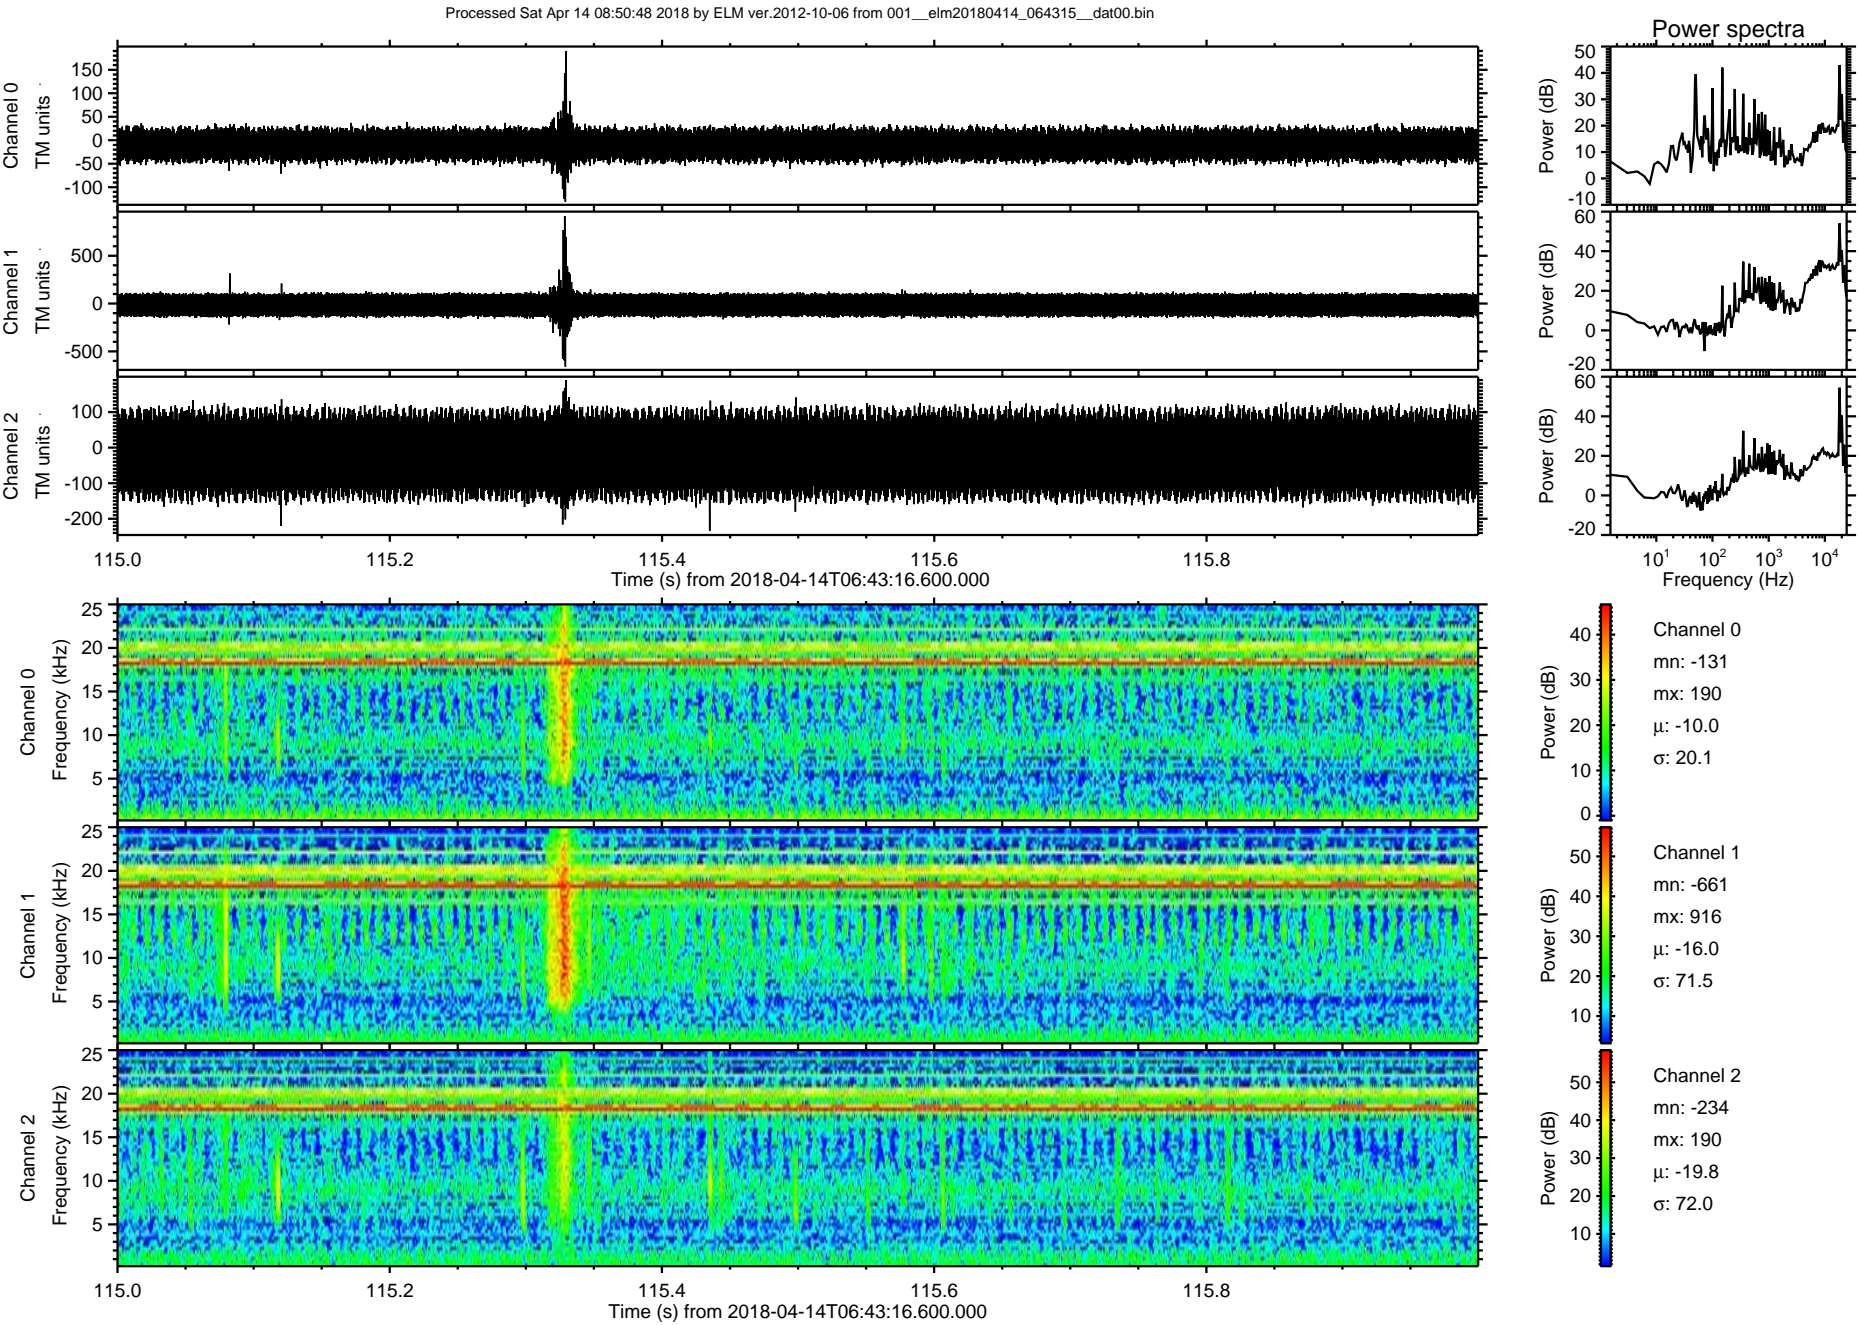 Processed Sat Apr 14 08:50:48 2018 by ELM ver.2012-10-06 from 001__elm20180414_064315__dat00.bin
Power spectra
Channel 0
TM units
150
100
50
0
-50
-100
Power (dB)
50
40
30
20
10
0
-10
Channel 1
TM units
500
0
-500
Power (dB)
60
40
20
0
-20
Channel 2
TM units
100
0
-100
-200
Power (dB)
60
40
20
0
-20
115.0 115.2 115.4 115.6 115.8
Time (s) from 2018-04-14T06:43:16.600.000
10^1 10^2 10^3 10^4
Frequency (Hz)
Channel 0
Frequency (kHz)
25
20
15
10
5
Power (dB)
40
30
20
10
0
Channel 0
mn: -131
mx: 190
μ: -10.0
σ: 20.1
Channel 1
Frequency (kHz)
25
20
15
10
5
Power (dB)
50
40
30
20
10
Channel 1
mn: -661
mx: 916
μ: -16.0
σ: 71.5
Channel 2
Frequency (kHz)
25
20
15
10
5
Power (dB)
50
40
30
20
10
Channel 2
mn: -234
mx: 190
μ: -19.8
σ: 72.0
115.0 115.2 115.4 115.6 115.8
Time (s) from 2018-04-14T06:43:16.600.000